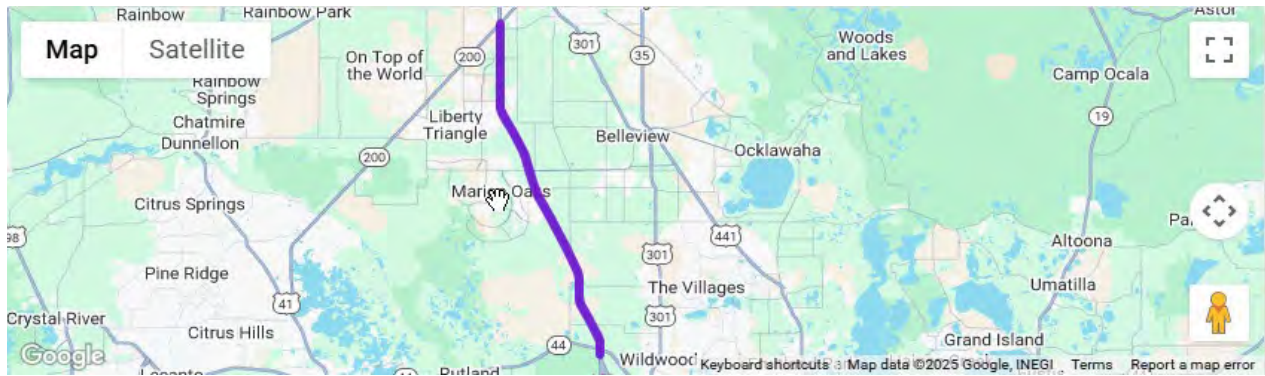 Rainbow
Rainbow Park
Astor
Map
Satellite
On Top of
the World
200
301
35
Woods
and Lakes
Camp Ocala
Rainbow
Springs
Chatmire
Dunnellon
Liberty
Triangle
19
Belleview
Ocklawaha
200
Citrus Springs
98
441
Altoona
301
Pine Ridge
The Villages
Umatilla
41
Crystal River
Citrus Hills
301
Grand Island
44
Wildwood
Google
Keyboard shortcuts
Map data ©2025 Google, INEGI
Terms
Report a map error